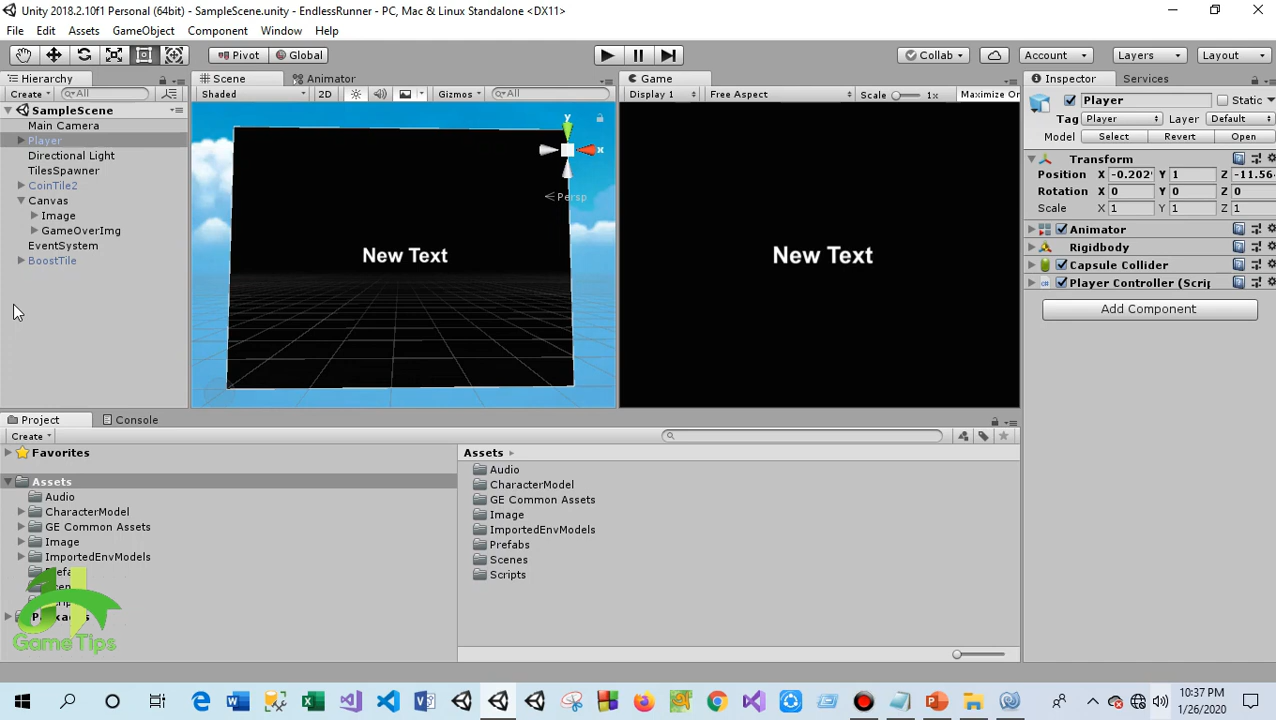 Unity 2018.2.10f1 Personal (64bit) - SampleScene.unity - EndlessRunner - PC, Mac & Linux Standalone <DX11>
File Edit Assets GameObject Component Window Help
Pivot Global Collab Account Layers Layout
Hierarchy Scene Animator Game Inspector Services
Create All Shaded 2D Gizmos All Display 1 Free Aspect Scale 1x Maximize On
Player Static
SampleScene
Main Camera
Player
Directional Light
TilesSpawner
CoinTile2
Canvas
Image
GameOverImg
EventSystem
BoostTile
y
x
Persp
New Text
New Text
Tag Player Layer Default
Model Select Revert Open
Transform
Position X -0.202 Y 1 Z -11.56
Rotation X 0 Y 0 Z 0
Scale X 1 Y 1 Z 1
Animator
Rigidbody
Capsule Collider
Player Controller (Scrip
Add Component
Project Console
Create
Favorites
Assets
Audio
CharacterModel
GE Common Assets
Image
ImportedEnvModels
Assets
Audio
CharacterModel
GE Common Assets
Image
ImportedEnvModels
Prefabs
Scenes
Scripts
GameTips
10:37 PM
1/26/2020